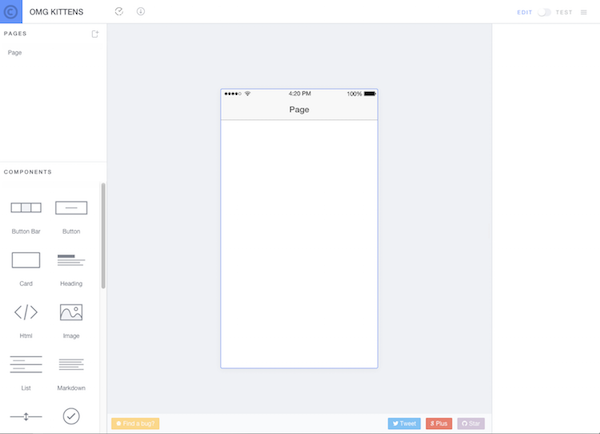 OMG KITTENS
EDIT TEST
PAGES
Page
COMPONENTS
Button Bar Button
Card Heading
Html Image
List Markdown
4:20 PM 100%
Page
Find a bug?
Tweet Plus Star